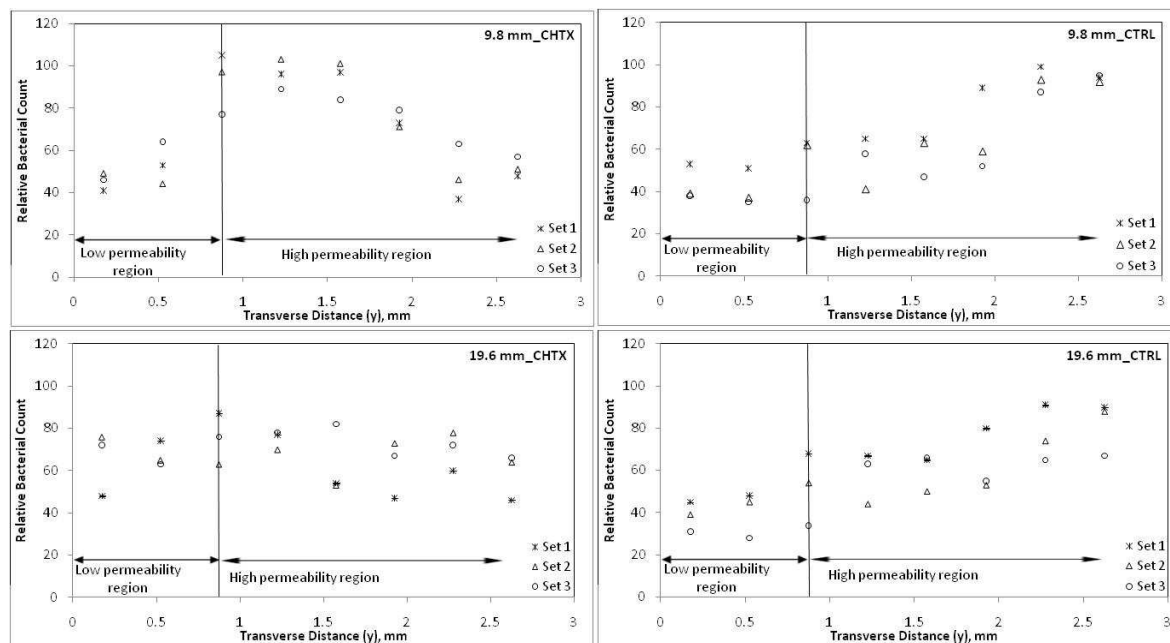 9.8 mm_CHTX
Relative Bacterial Count
120
100
80
60
40
20
0
Low permeability
region
High permeability region
Set 1
Set 2
Set 3
0 0.5 1 1.5 2 2.5 3
Transverse Distance (y), mm
9.8 mm_CTRL
Relative Bacterial Count
120
100
80
60
40
20
0
Low permeability
region
High permeability region
Set 1
Set 2
Set 3
0 0.5 1 1.5 2 2.5 3
Transverse Distance (y), mm
19.6 mm_CHTX
Relative Bacterial Count
120
100
80
60
40
20
0
Low permeability
region
High permeability region
Set 1
Set 2
Set 3
0 0.5 1 1.5 2 2.5 3
Transverse Distance (y), mm
19.6 mm_CTRL
Relative Bacterial Count
120
100
80
60
40
20
0
Low permeability
region
High permeability region
Set 1
Set 2
Set 3
0 0.5 1 1.5 2 2.5 3
Transverse Distance (y), mm